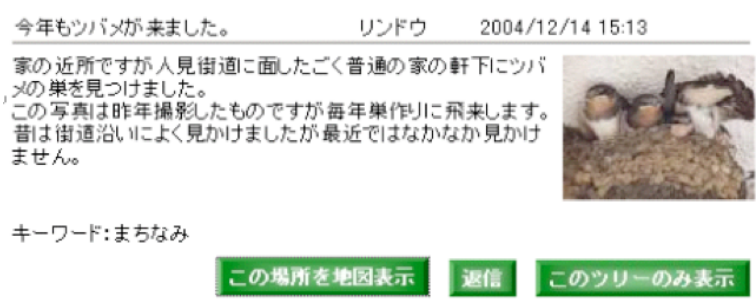 今年もツバメが来ました。 リンドウ 2004/12/14 15:13
家の近所ですが人見街道に面したごく普通の家の軒下にツバ
メの巣を見つけました。
この写真は昨年撮影したものですが毎年巣作りに飛来します。
昔は街道沿いによく見かけましたが最近ではなかなか見かけ
ません。
キーワード:まちなみ
この場所を地図表示 返信 このツリーのみ表示